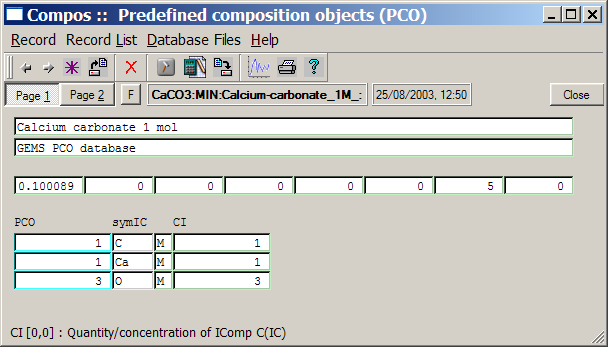 Compos :: Predefined composition objects (PCO)
Record Record List Database Files Help
Page 1 Page 2 F CaCO3:MIN:Calcium-carbonate_1M_: 25/08/2003, 12:50 Close
Calcium carbonate 1 mol
GEMS PCO database
0.100089 0 0 0 0 0 5 0
PCO symIC CI
1 C M 1
1 Ca M 1
3 O M 3
CI [0,0] : Quantity/concentration of IComp C(IC)